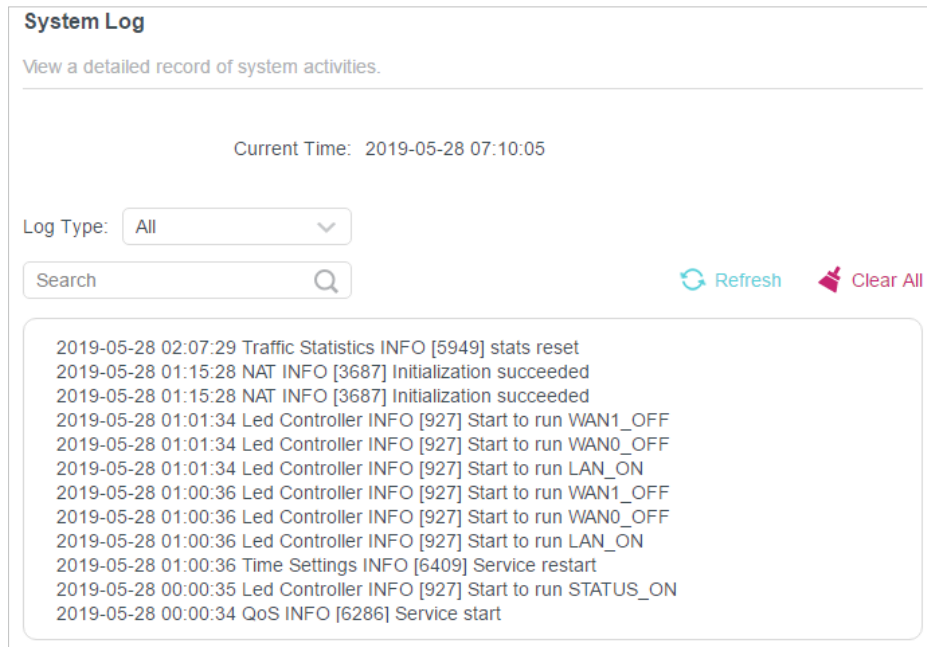 System Log
View a detailed record of system activities.
Current Time: 2019-05-28 07:10:05
Log Type: All
Search
Refresh
Clear All
2019-05-28 02:07:29 Traffic Statistics INFO [5949] stats reset
2019-05-28 01:15:28 NAT INFO [3687] Initialization succeeded
2019-05-28 01:15:28 NAT INFO [3687] Initialization succeeded
2019-05-28 01:01:34 Led Controller INFO [927] Start to run WAN1_OFF
2019-05-28 01:01:34 Led Controller INFO [927] Start to run WAN0_OFF
2019-05-28 01:01:34 Led Controller INFO [927] Start to run LAN_ON
2019-05-28 01:00:36 Led Controller INFO [927] Start to run WAN1_OFF
2019-05-28 01:00:36 Led Controller INFO [927] Start to run WAN0_OFF
2019-05-28 01:00:36 Led Controller INFO [927] Start to run LAN_ON
2019-05-28 01:00:36 Time Settings INFO [6409] Service restart
2019-05-28 00:00:35 Led Controller INFO [927] Start to run STATUS_ON
2019-05-28 00:00:34 QoS INFO [6286] Service start